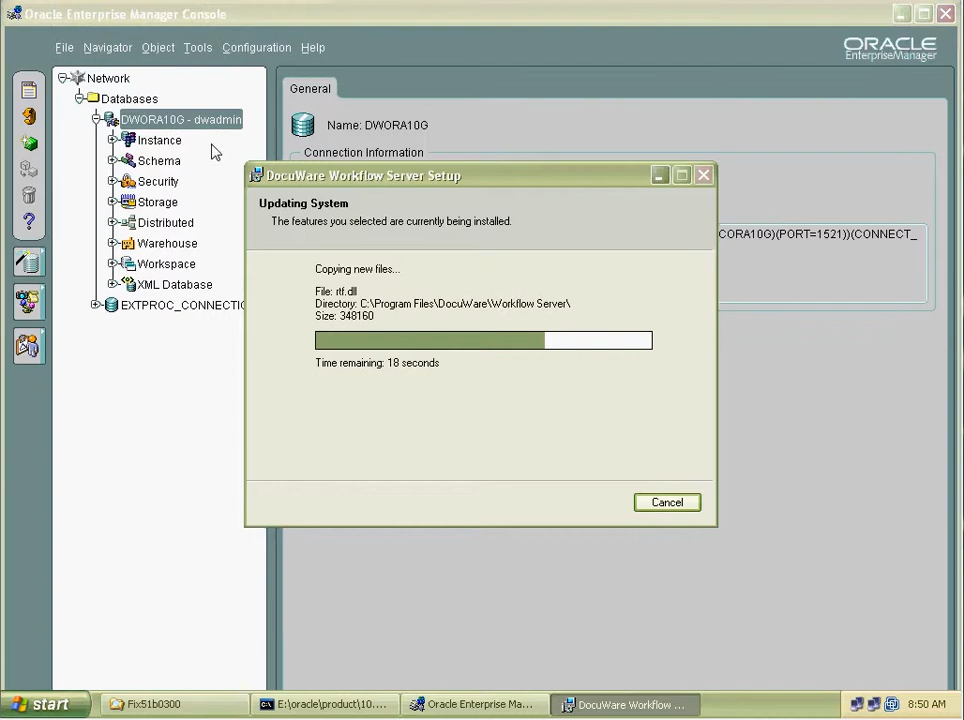 Oracle Enterprise Manager Console
File Navigator Object Tools Configuration Help
ORACLE
EnterpriseManager
Network
Databases
DWORA10G - dwadmin
Instance
Schema
Security
Storage
Distributed
Warehouse
Workspace
XML Database
EXTPROC_CONNECTIO
General
Name: DWORA10G
Connection Information
CORA10G)(PORT=1521))(CONNECT_
DocuWare Workflow Server Setup
Updating System
The features you selected are currently being installed.
Copying new files...
File: rtf.dll
Directory: C:\Program Files\DocuWare\Workflow Server\
Size: 348160
Time remaining: 18 seconds
Cancel
start Fix51b0300 E:\oracle\product\10.... Oracle Enterprise Ma... DocuWare Workflow ... 8:50 AM